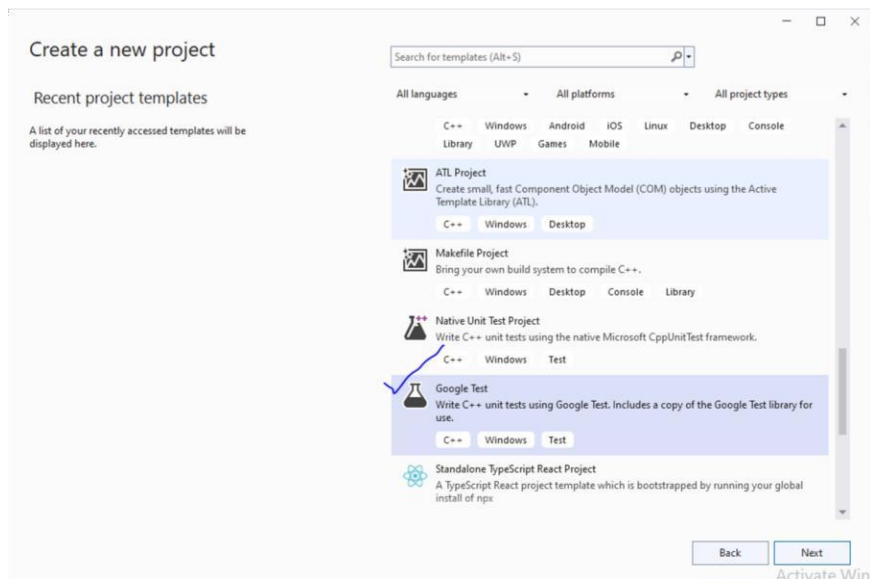 Create a new project
Recent project templates
A list of your recently accessed templates will be
displayed here.
Search for templates (Alt+S)
All languages All platforms All project types
C++ Windows Android iOS Linux Desktop Console
Library UWP Games Mobile
ATL Project
Create small, fast Component Object Model (COM) objects using the Active
Template Library (ATL).
C++ Windows Desktop
Makefile Project
Bring your own build system to compile C++.
C++ Windows Desktop Console Library
Native Unit Test Project
Write C++ unit tests using the native Microsoft CppUnitTest framework.
C++ Windows Test
Google Test
Write C++ unit tests using Google Test. Includes a copy of the Google Test library for
use.
C++ Windows Test
Standalone TypeScript React Project
A TypeScript React project template which is bootstrapped by running your global
install of npx
Back Next
Activate Win